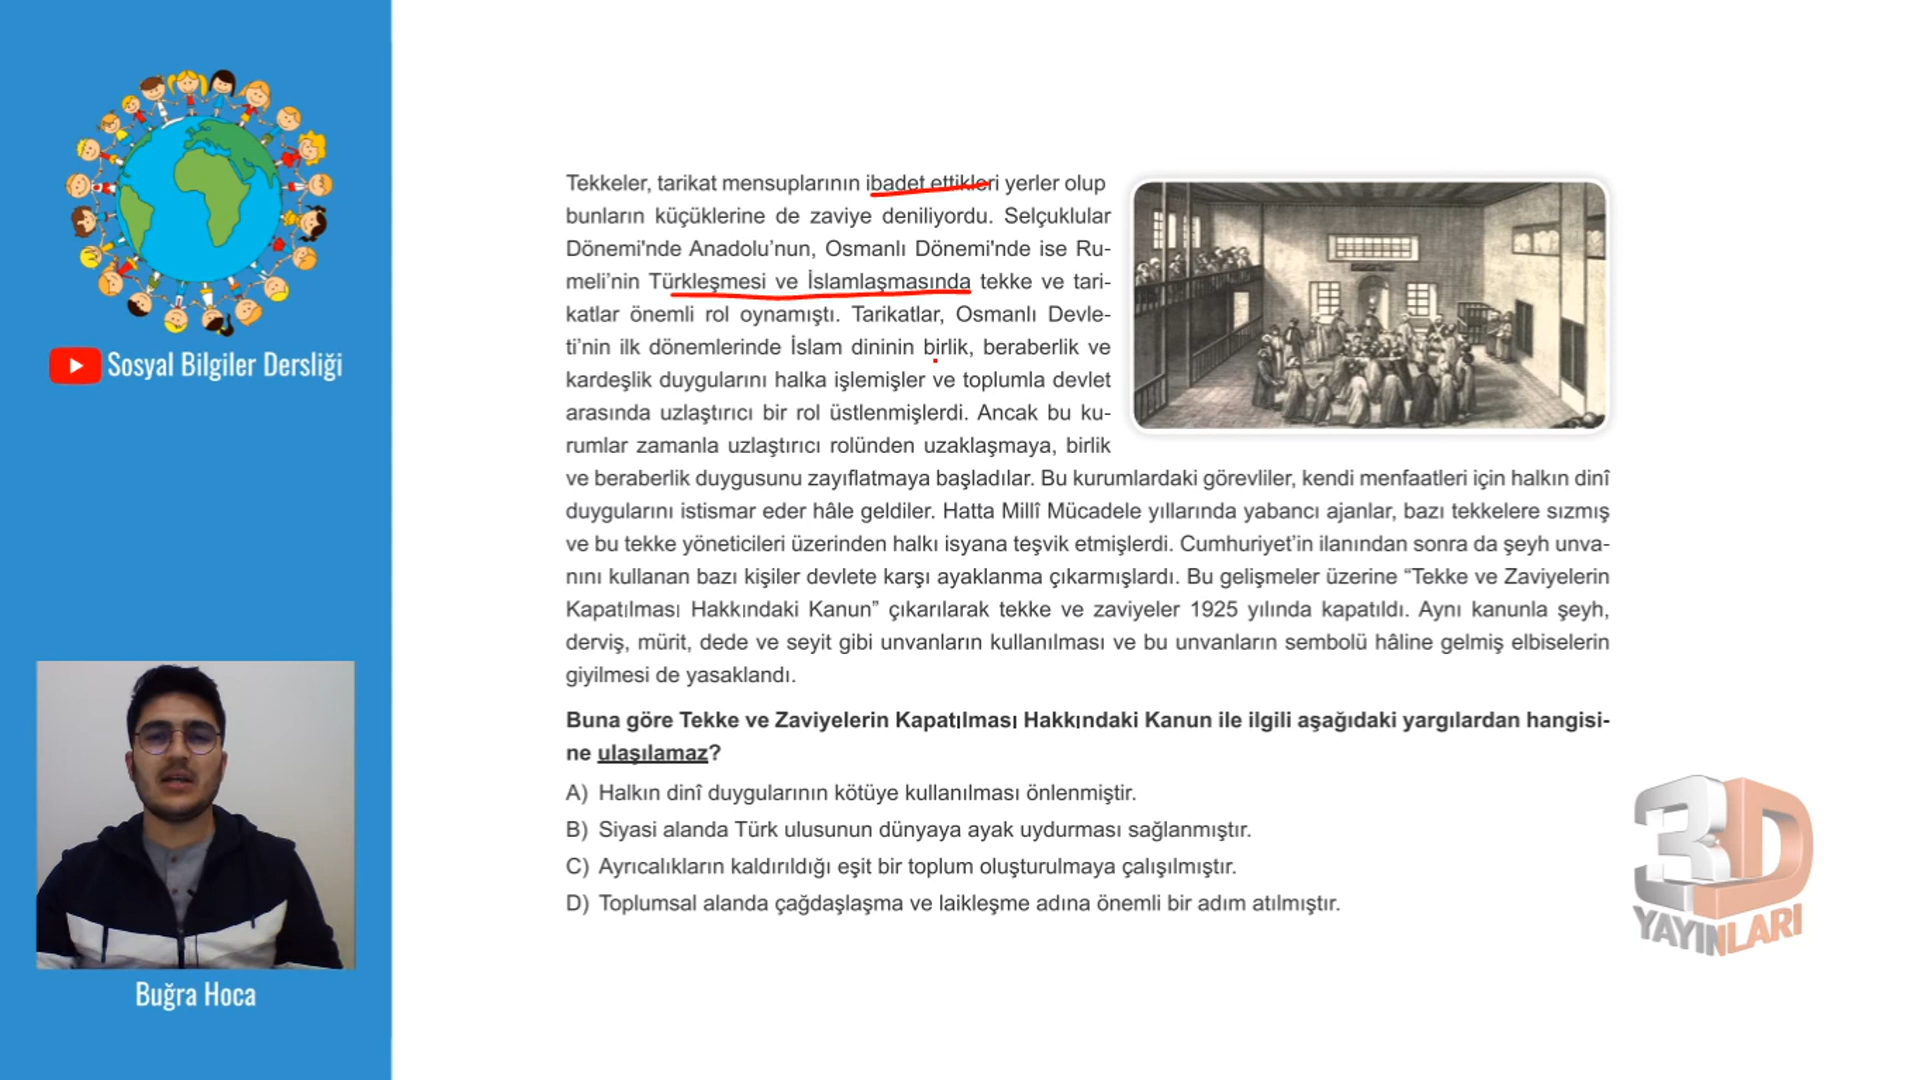 Tekkeler, tarikat mensuplarının ibadet ettikleri yerler olup
bunların küçüklerine de zaviye deniliyordu. Selçuklular
Dönemi'nde Anadolu'nun, Osmanlı Dönemi'nde ise Ru-
meli'nin Türkleşmesi ve İslamlaşmasında tekke ve tari-
katlar önemli rol oynamıştı. Tarikatlar, Osmanlı Devle-
ti'nin ilk dönemlerinde İslam dininin birlik, beraberlik ve
kardeşlik duygularını halka işlemişler ve toplumla devlet
arasında uzlaştırıcı bir rol üstlenmişlerdi. Ancak bu ku-
rumlar zamanla uzlaştırıcı rolünden uzaklaşmaya, birlik
ve beraberlik duygusunu zayıflatmaya başladılar. Bu kurumlardaki görevliler, kendi menfaatleri için halkın dinî
duygularını istismar eder hâle geldiler. Hatta Millî Mücadele yıllarında yabancı ajanlar, bazı tekkelere sızmış
ve bu tekke yöneticileri üzerinden halkı isyana teşvik etmişlerdi. Cumhuriyet'in ilanından sonra da şeyh unva-
nını kullanan bazı kişiler devlete karşı ayaklanma çıkarmışlardı. Bu gelişmeler üzerine “Tekke ve Zaviyelerin
Kapatılması Hakkındaki Kanun” çıkarılarak tekke ve zaviyeler 1925 yılında kapatıldı. Aynı kanunla şeyh,
derviş, mürit, dede ve seyit gibi unvanların kullanılması ve bu unvanların sembolü hâline gelmiş elbiselerin
giyilmesi de yasaklandı.
Buna göre Tekke ve Zaviyelerin Kapatılması Hakkındaki Kanun ile ilgili aşağıdaki yargılardan hangisi-
ne ulaşılamaz?
A) Halkın dinî duygularının kötüye kullanılması önlenmiştir.
B) Siyasi alanda Türk ulusunun dünyaya ayak uydurması sağlanmıştır.
C) Ayrıcalıkların kaldırıldığı eşit bir toplum oluşturulmaya çalışılmıştır.
D) Toplumsal alanda çağdaşlaşma ve laikleşme adına önemli bir adım atılmıştır.
Sosyal Bilgiler Dersliği
Buğra Hoca
3D
YAYINLARI